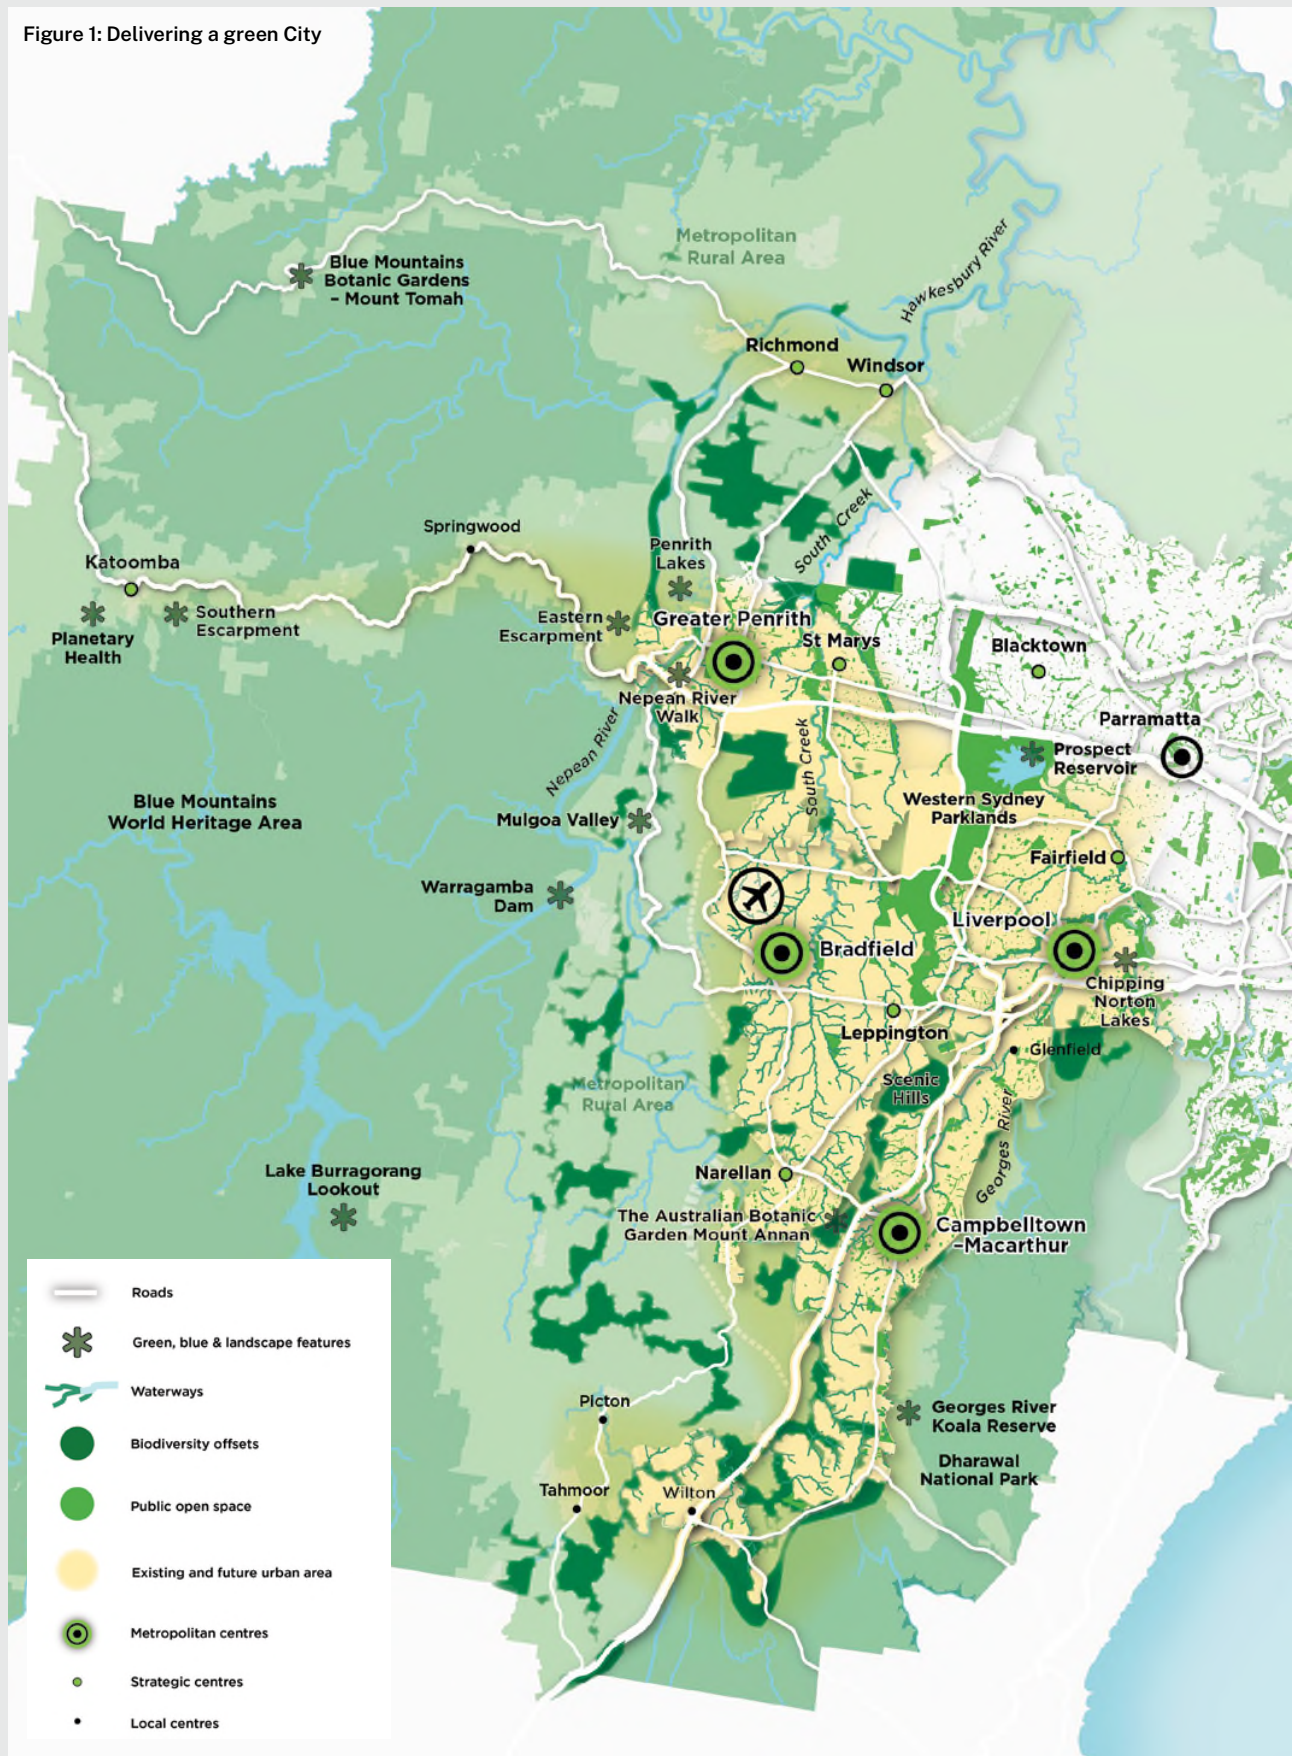 Figure 1: Delivering a green City
Metropolitan
Rural Area
Hawkesbury River
Blue Mountains
Botanic Gardens
– Mount Tomah
Richmond
Windsor
South Creek
Springwood
Penrith
Lakes
Katoomba
Southern
Escarpment
Planetary
Health
Eastern
Escarpment
Greater Penrith
St Marys
Blacktown
Nepean River
Walk
Parramatta
Nepean River
South Creek
Prospect
Reservoir
Blue Mountains
World Heritage Area
Western Sydney
Parklands
Mulgoa Valley
Fairfield
Warragamba
Dam
Liverpool
Bradfield
Chipping
Norton
Lakes
Leppington
Glenfield
Metropolitan
Rural Area
Scenic
Hills
Georges River
Lake Burragorang
Lookout
Narellan
The Australian Botanic
Garden Mount Annan
Campbelltown
–Macarthur
Picton
Georges River
Koala Reserve
Dharawal
National Park
Tahmoor
Wilton
Roads
Green, blue & landscape features
Waterways
Biodiversity offsets
Public open space
Existing and future urban area
Metropolitan centres
Strategic centres
Local centres